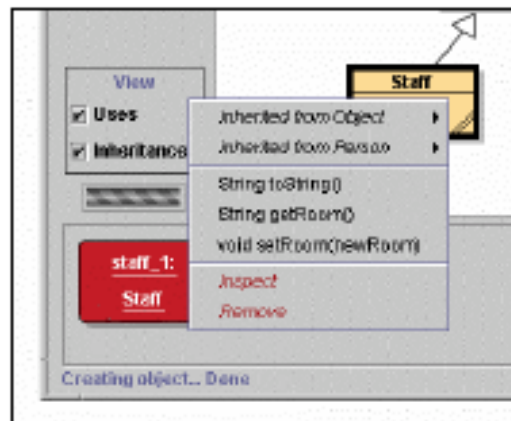 View
Uses
Inheritance
Staff
Inherited from Object
Inherited from Person
String toString()
String getRoom()
void setRoom(newRoom)
Inspect
Remove
staff_1:
Staff
Creating object... Done